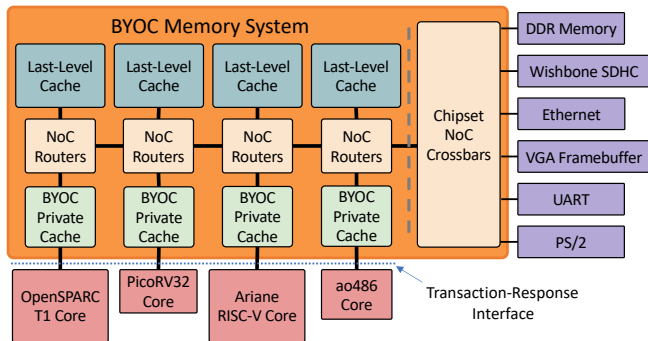 BYOC Memory System
Last-Level
Cache
Last-Level
Cache
Last-Level
Cache
Last-Level
Cache
NoC
Routers
NoC
Routers
NoC
Routers
NoC
Routers
BYOC
Private
Cache
BYOC
Private
Cache
BYOC
Private
Cache
BYOC
Private
Cache
Chipset
NoC
Crossbars
DDR Memory
Wishbone SDHC
Ethernet
VGA Framebuffer
UART
PS/2
OpenSPARC
T1 Core
PicoRV32
Core
Ariane
RISC-V Core
ao486
Core
Transaction-Response
Interface